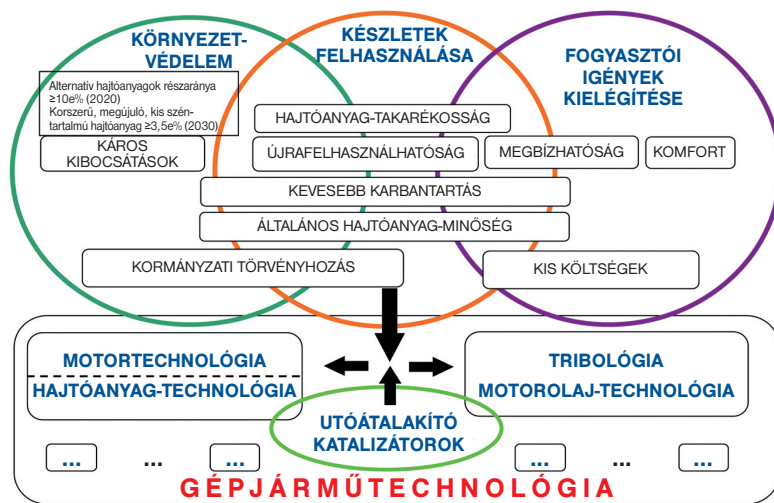 KÖRNYEZET-
VÉDELEM
KÉSZLETEK
FELHASZNÁLÁSA
FOGYASZTÓI
IGÉNYEK
KIELÉGÍTÉSE
Alternatív hajtóanyagok részaránya
≥10e% (2020)
Korszerű, megújuló, kis szén-
tartalmú hajtóanyag ≥3,5e% (2030)
KÁROS
KIBOCSÁTÁSOK
HAJTÓANYAG-TAKARÉKOSSÁG
ÚJRAFELHASZNÁLHATÓSÁG
MEGBÍZHATÓSÁG
KOMFORT
KEVESEBB KARBANTARTÁS
ÁLTALÁNOS HAJTÓANYAG-MINŐSÉG
KORMÁNYZATI TÖRVÉNYHOZÁS
KIS KÖLTSÉGEK
MOTORTECHNOLÓGIA
HAJTÓANYAG-TECHNOLÓGIA
TRIBOLÓGIA
MOTOROLAJ-TECHNOLÓGIA
UTÓÁTALAKÍTÓ
KATALIZÁTOROK
... ... ... ... ... ...
GÉPJÁRMŰTECHNOLÓGIA